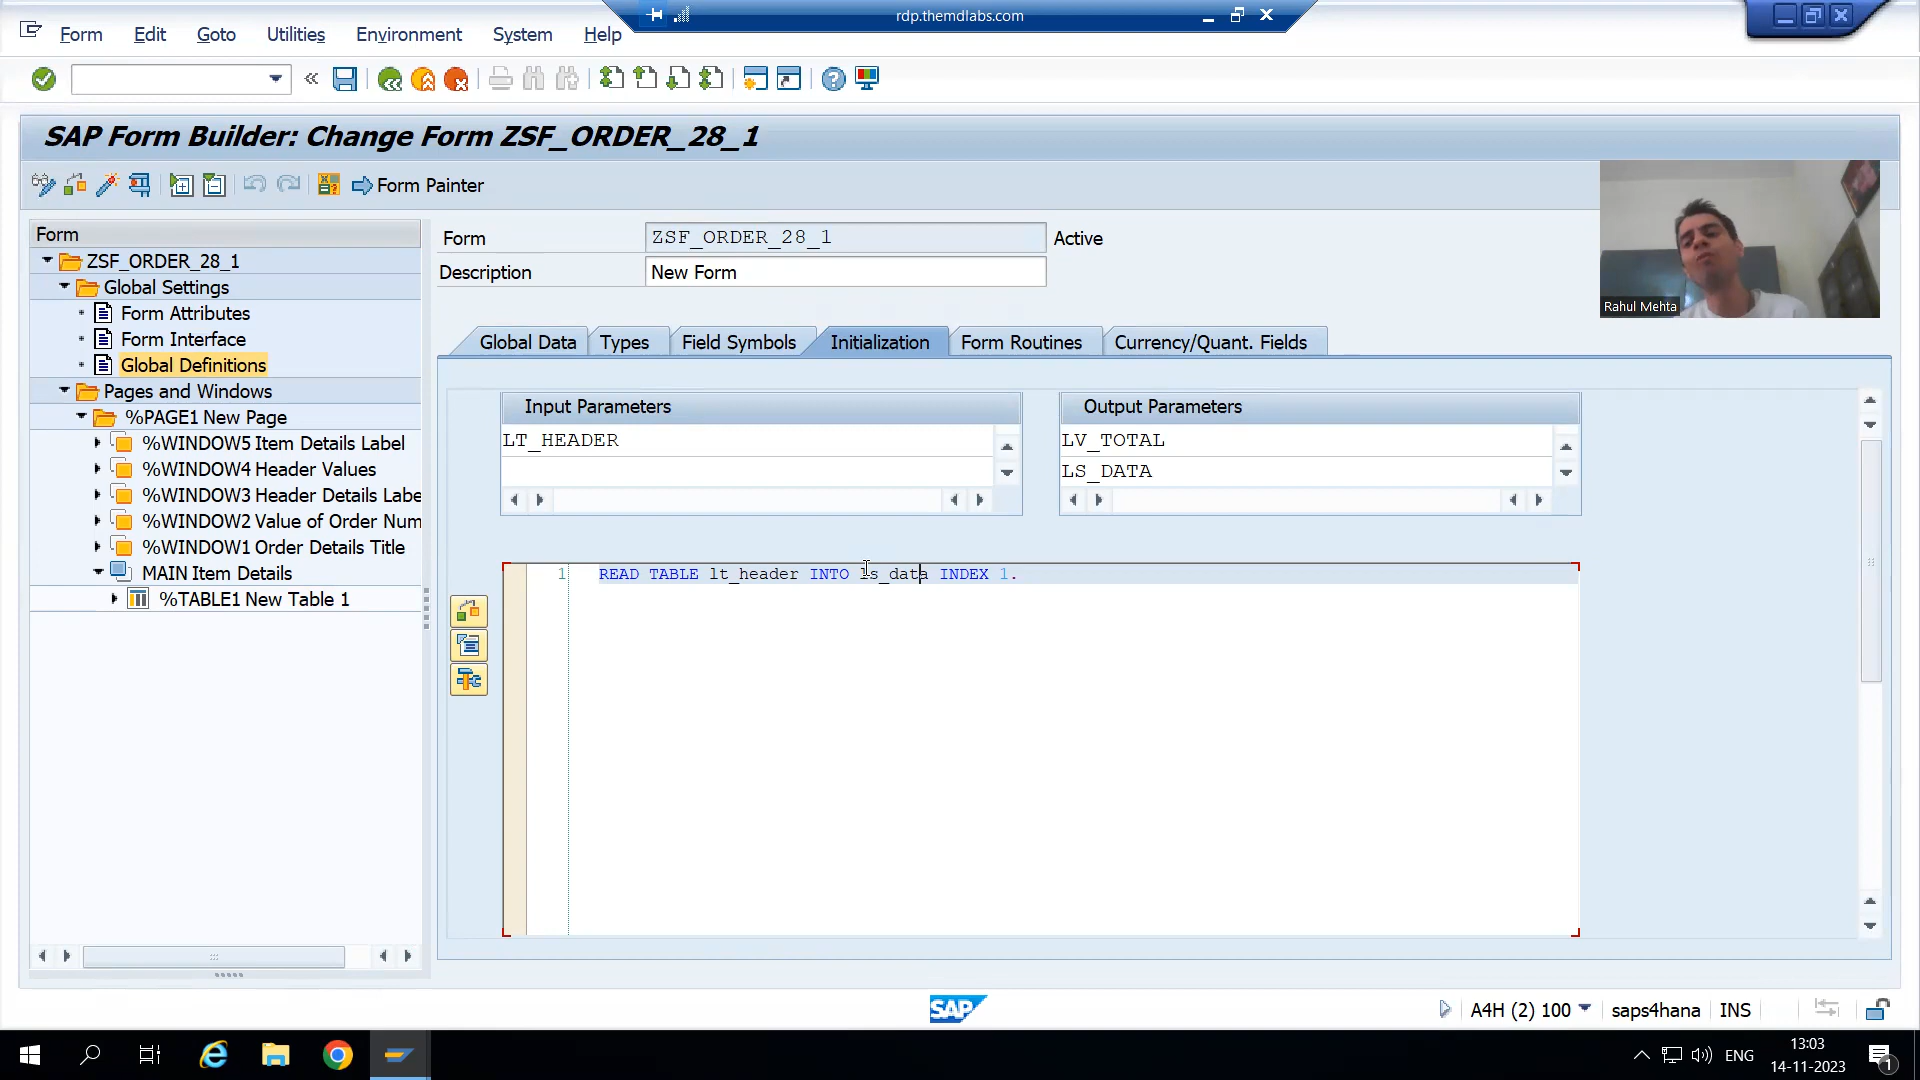 rdp.themdlabs.com
Form Edit Goto Utilities Environment System Help
SAP Form Builder: Change Form ZSF_ORDER_28_1
Form Painter
Form
ZSF_ORDER_28_1
Global Settings
Form Attributes
Form Interface
Global Definitions
Pages and Windows
%PAGE1 New Page
%WINDOW5 Item Details Label
%WINDOW4 Header Values
%WINDOW3 Header Details Labe
%WINDOW2 Value of Order Num
%WINDOW1 Order Details Title
MAIN Item Details
%TABLE1 New Table 1
Form ZSF_ORDER_28_1 Active
Description New Form
Rahul Mehta
Global Data Types Field Symbols Initialization Form Routines Currency/Quant. Fields
Input Parameters
LT_HEADER
Output Parameters
LV_TOTAL
LS_DATA
1 READ TABLE lt_header INTO ls_data INDEX 1.
SAP
A4H (2) 100 saps4hana INS
ENG
13:03
14-11-2023
1